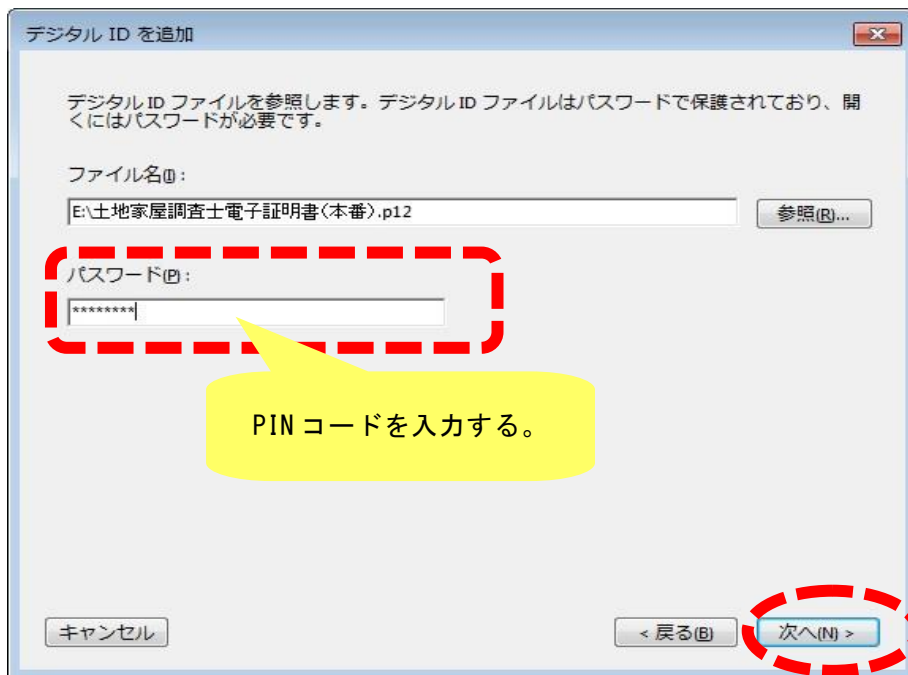 デジタル ID を追加
デジタル ID ファイルを参照します。デジタル ID ファイルはパスワードで保護されており、開
くにはパスワードが必要です。
ファイル名(I):
E:\土地家屋調査士電子証明書(本番).p12
参照(R)...
パスワード(P):
********
PIN コードを入力する。
キャンセル
< 戻る(B)
次へ(N) >